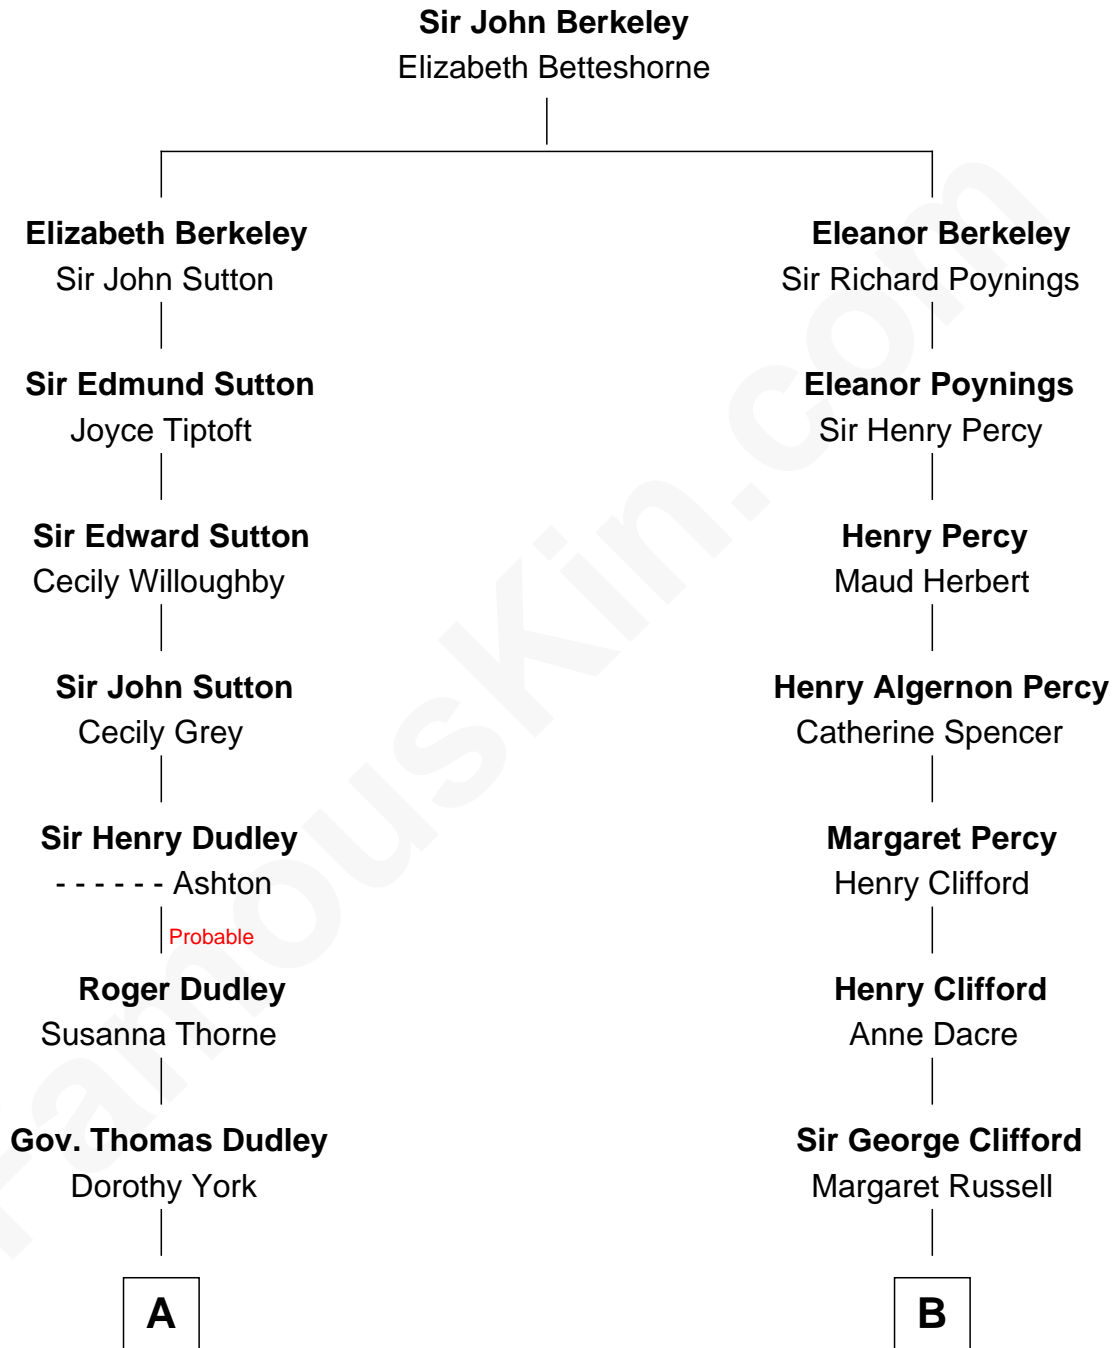 Sir John Berkeley
Elizabeth Betteshorne
Elizabeth Berkeley
Sir John Sutton
Sir Edmund Sutton
Joyce Tiptoft
Sir Edward Sutton
Cecily Willoughby
Sir John Sutton
Cecily Grey
Sir Henry Dudley
- - - - - - Ashton
Probable
Roger Dudley
Susanna Thorne
Gov. Thomas Dudley
Dorothy York
A
Eleanor Berkeley
Sir Richard Poynings
Eleanor Poynings
Sir Henry Percy
Henry Percy
Maud Herbert
Henry Algernon Percy
Catherine Spencer
Margaret Percy
Henry Clifford
Henry Clifford
Anne Dacre
Sir George Clifford
Margaret Russell
B
FamousKin.com